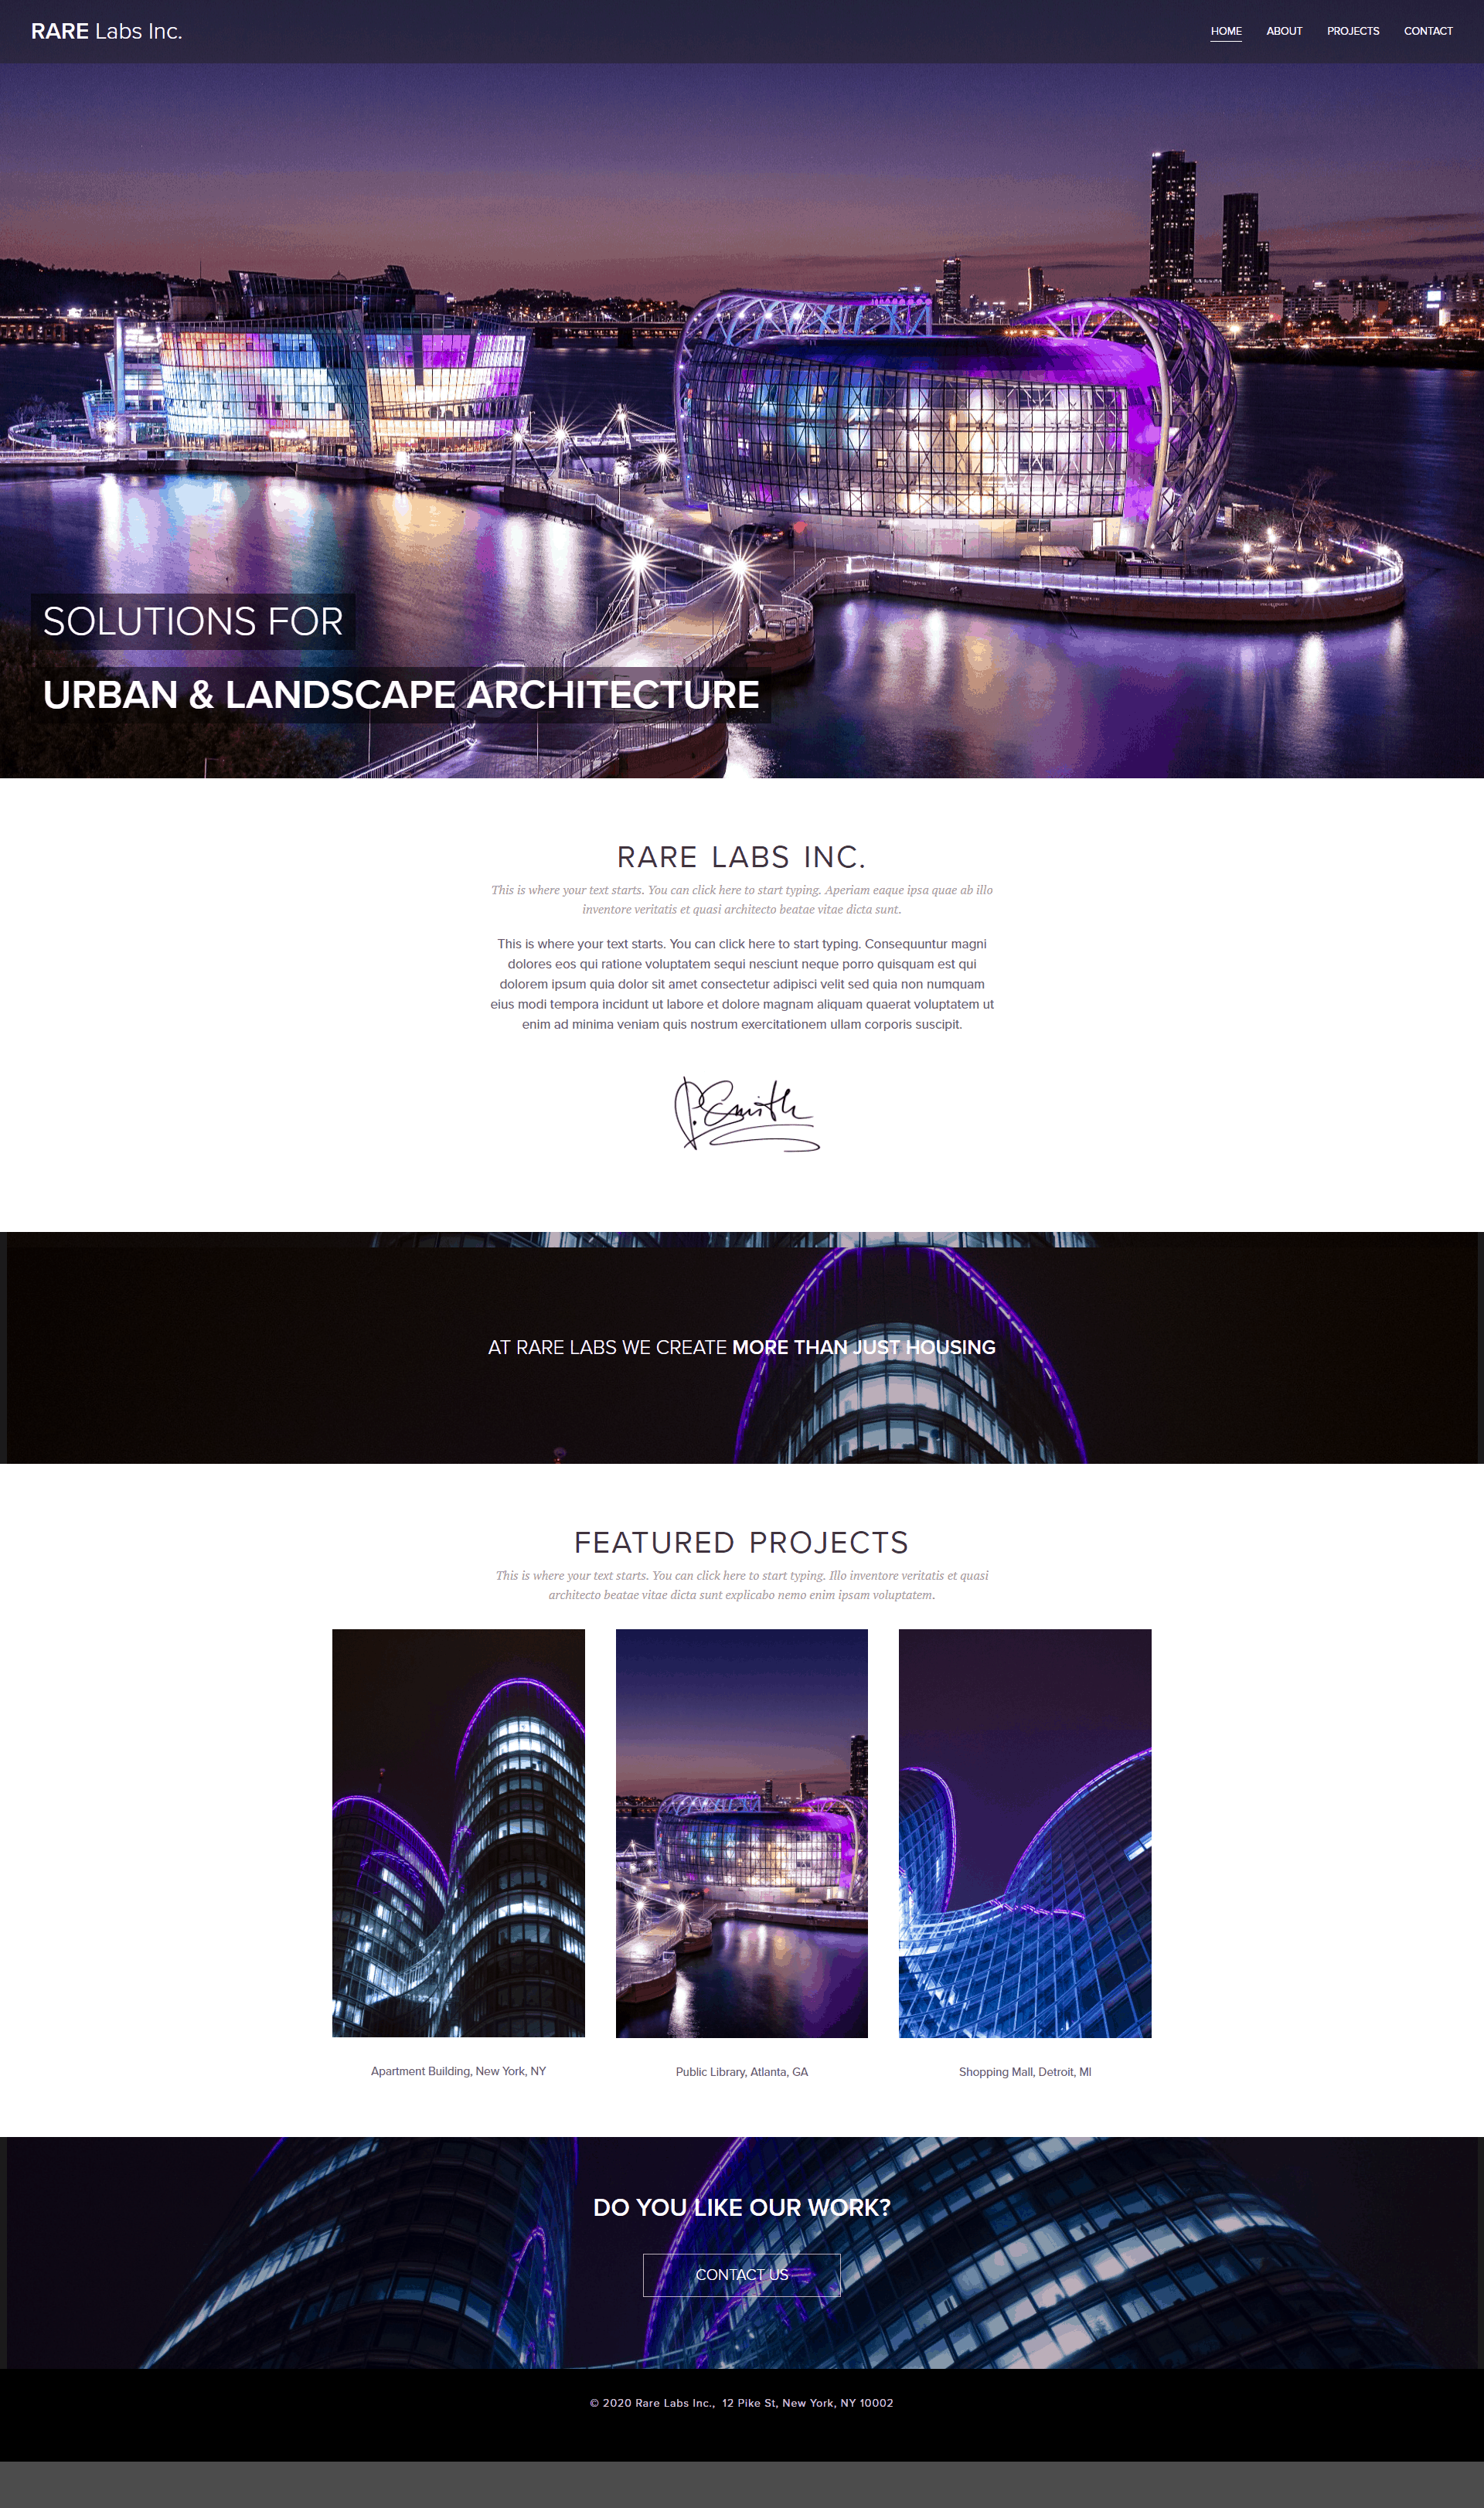 RARE Labs Inc.
HOME ABOUT PROJECTS CONTACT
SOLUTIONS FOR
URBAN & LANDSCAPE ARCHITECTURE
RARE LABS INC.
This is where your text starts. You can click here to start typing. Aperiam eaque ipsa quae ab illo
inventore veritatis et quasi architecto beatae vitae dicta sunt.
This is where your text starts. You can click here to start typing. Consequuntur magni
dolores eos qui ratione voluptatem sequi nesciunt neque porro quisquam est qui
dolorem ipsum quia dolor sit amet consectetur adipisci velit sed quia non numquam
eius modi tempora incidunt ut labore et dolore magnam aliquam quaerat voluptatem ut
enim ad minima veniam quis nostrum exercitationem ullam corporis suscipit.
P. Smith
AT RARE LABS WE CREATE MORE THAN JUST HOUSING
FEATURED PROJECTS
This is where your text starts. You can click here to start typing. Illo inventore veritatis et quasi
architecto beatae vitae dicta sunt explicabo nemo enim ipsam voluptatem.
Apartment Building, New York, NY
Public Library, Atlanta, GA
Shopping Mall, Detroit, MI
DO YOU LIKE OUR WORK?
CONTACT US
© 2020 Rare Labs Inc., 12 Pike St, New York, NY 10002